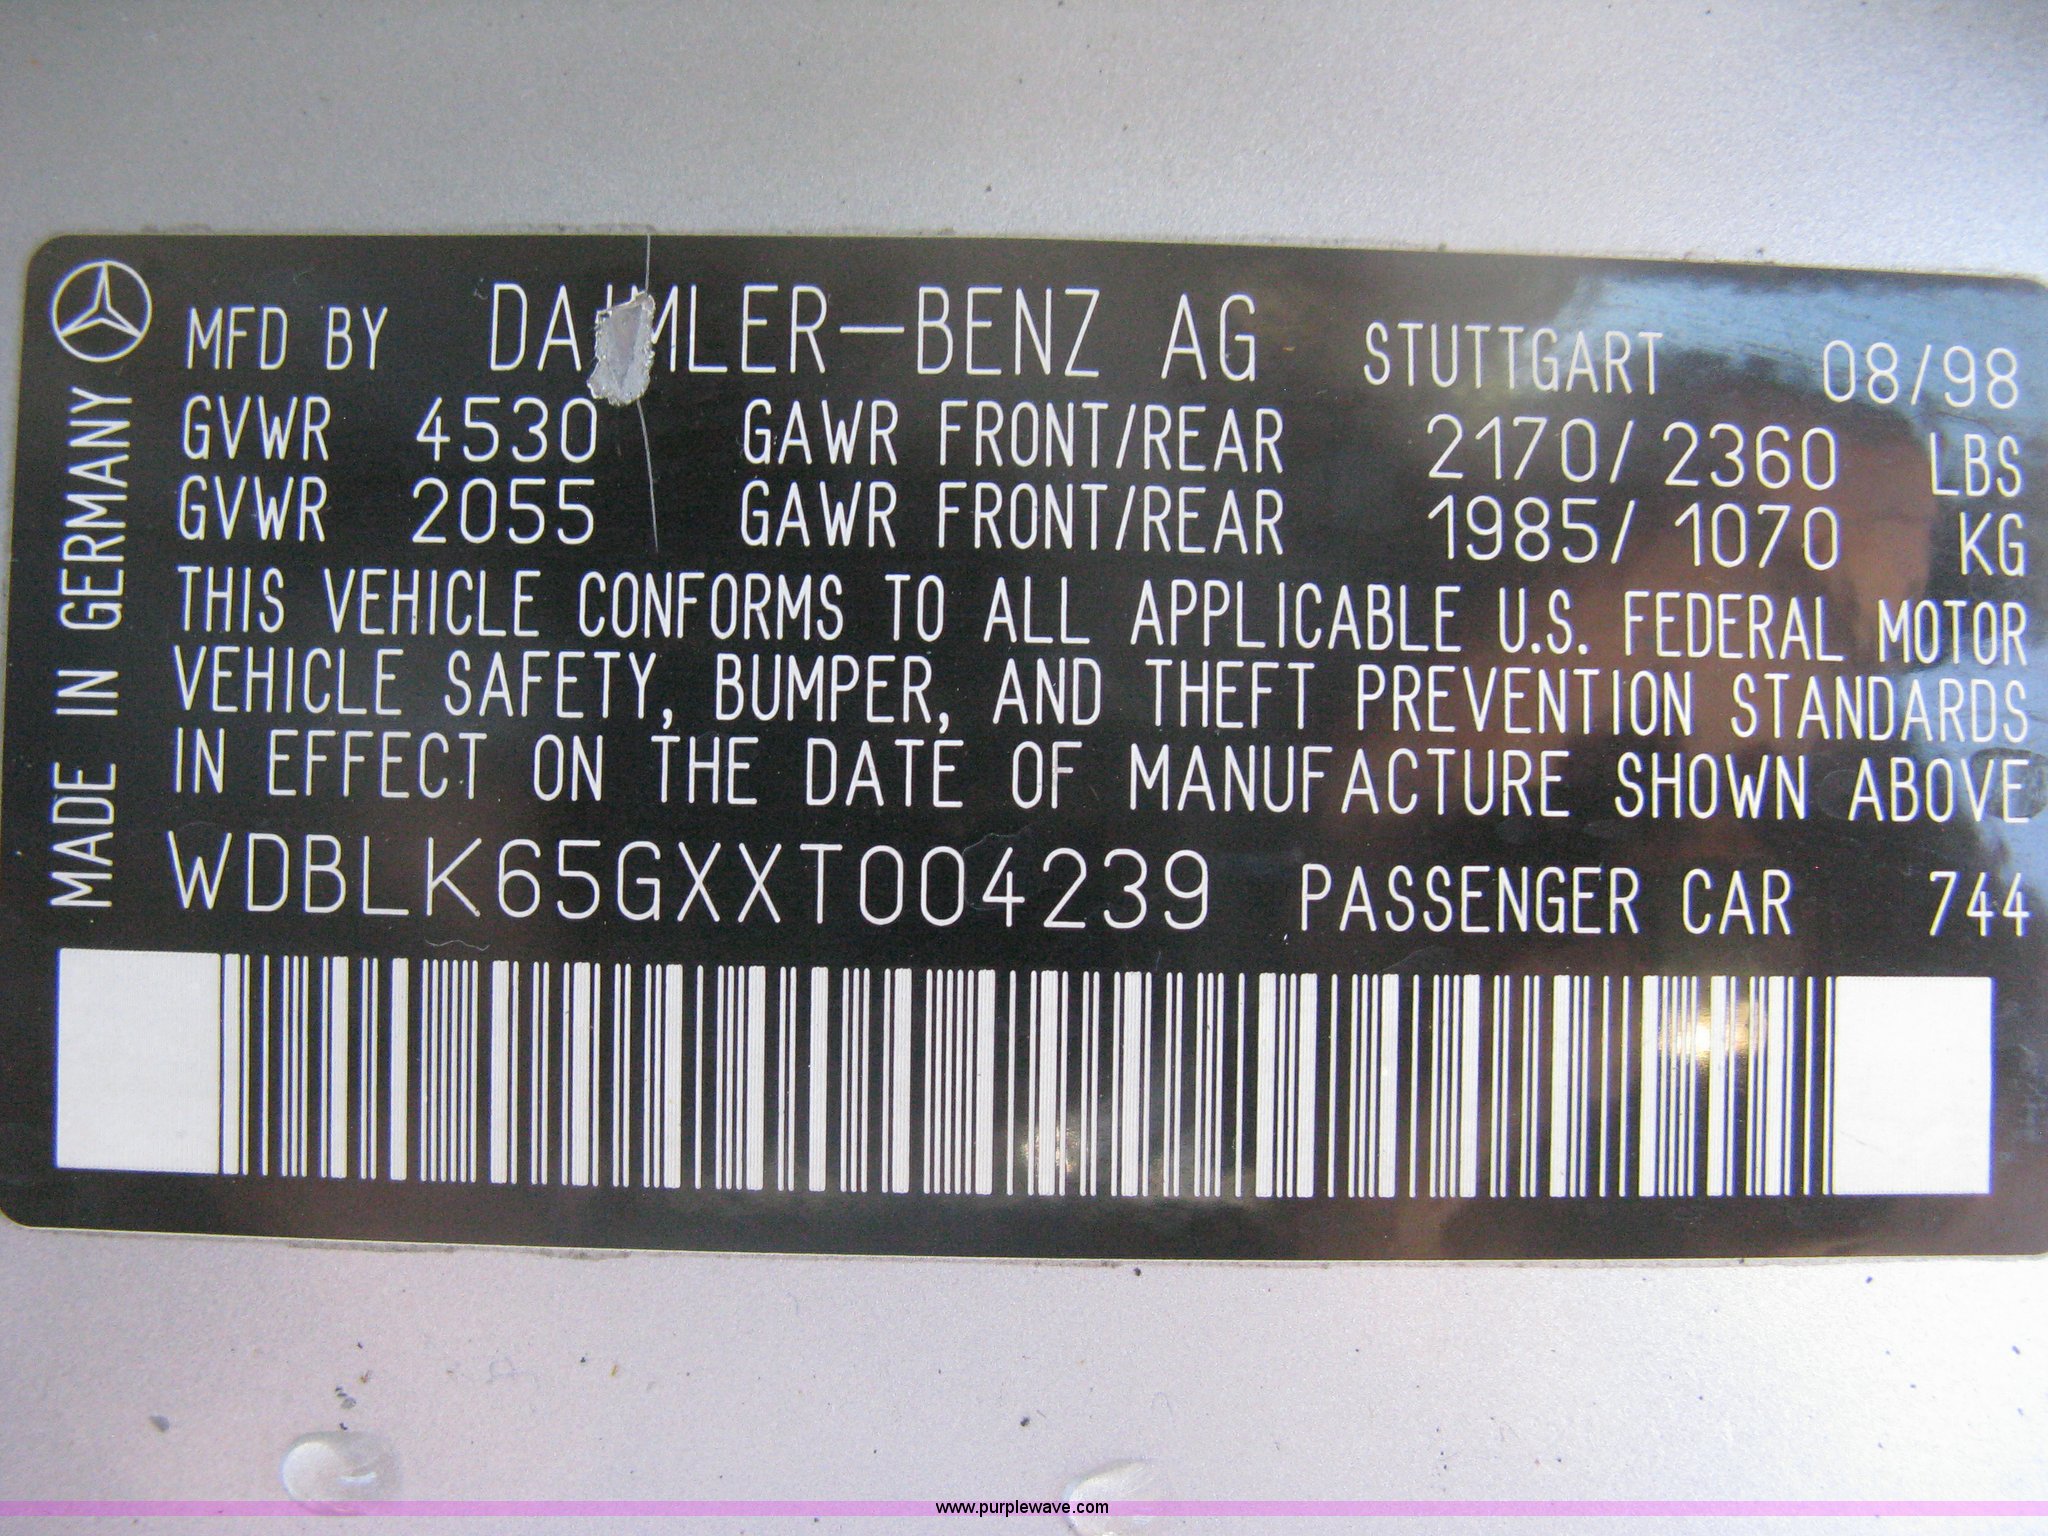 MFD BY DAIMLER-BENZ AG STUTTGART 08/98
GVWR 4530 GAWR FRONT/REAR 2170/2360 LBS
GVWR 2055 GAWR FRONT/REAR 1985/1070 KG
THIS VEHICLE CONFORMS TO ALL APPLICABLE U.S. FEDERAL MOTOR
VEHICLE SAFETY, BUMPER, AND THEFT PREVENTION STANDARDS
IN EFFECT ON THE DATE OF MANUFACTURE SHOWN ABOVE
WDBLK65GXXT004239 PASSENGER CAR 744
MADE IN GERMANY
www.purplewave.com